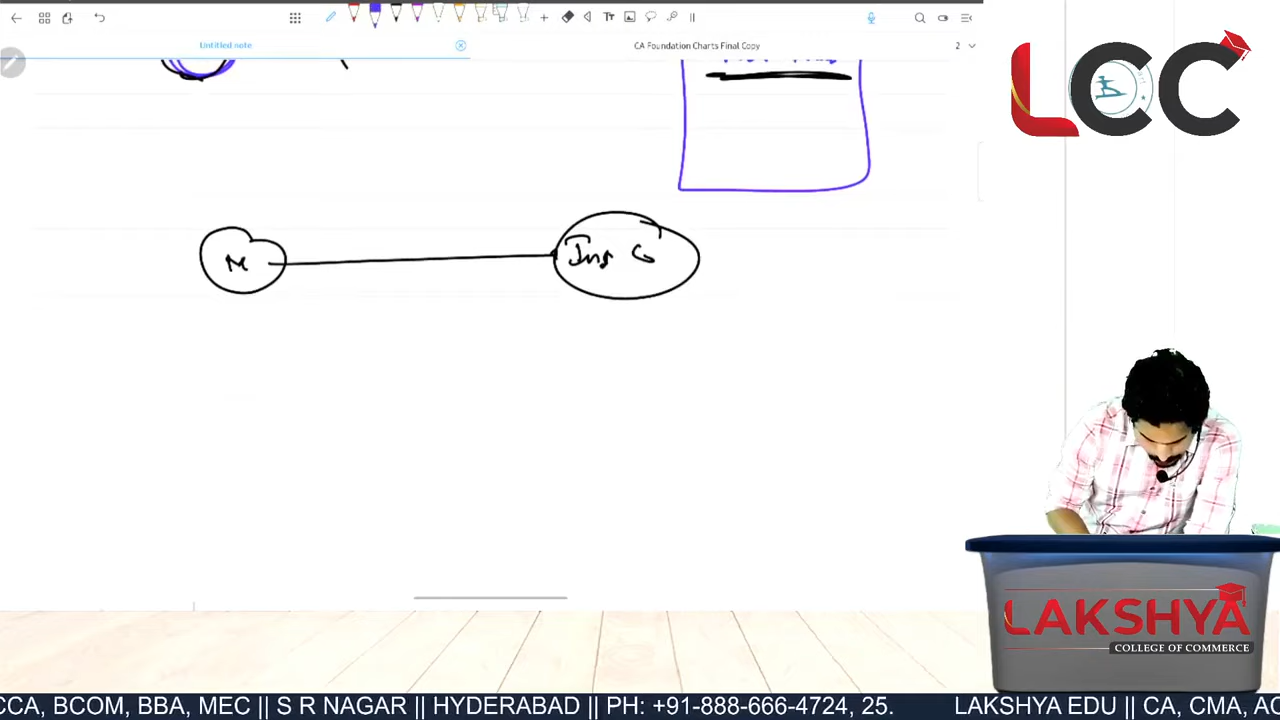 Untitled note
CA Foundation Charts Final Copy
2
LCC
M
Ins C
LAKSHYA
COLLEGE OF COMMERCE
CCA, BCOM, BBA, MEC || S R NAGAR || HYDERABAD || PH: +91-888-666-4724, 25. LAKSHYA EDU || CA, CMA, AC